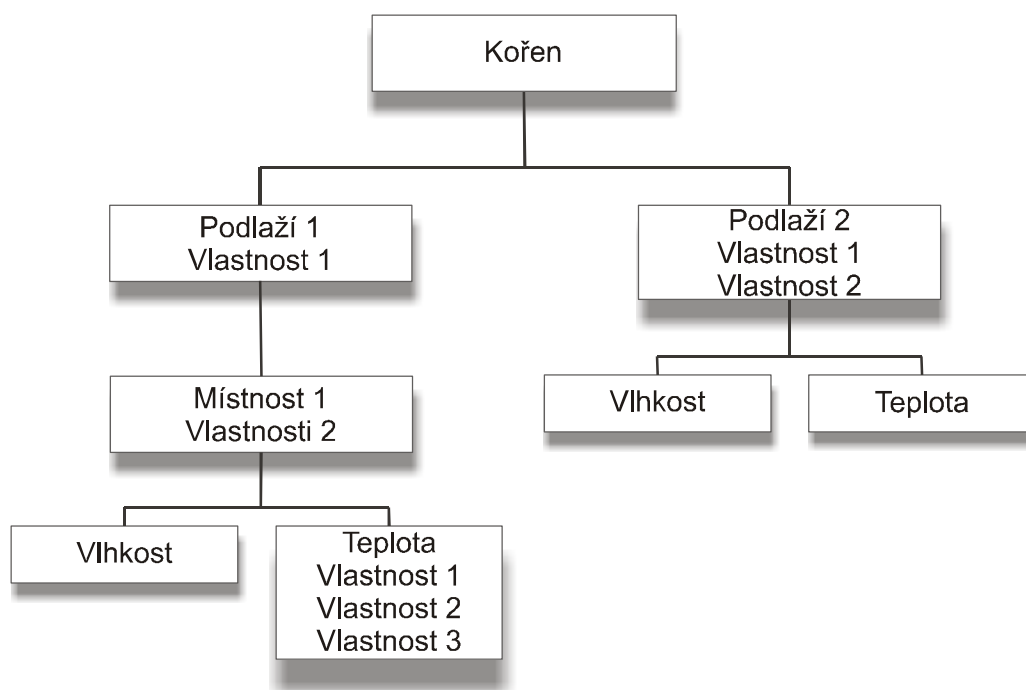 Kořen
Podlaží 1
Vlastnost 1
Podlaží 2
Vlastnost 1
Vlastnost 2
Místnost 1
Vlastnosti 2
Vlhkost
Teplota
Vlhkost
Teplota
Vlastnost 1
Vlastnost 2
Vlastnost 3